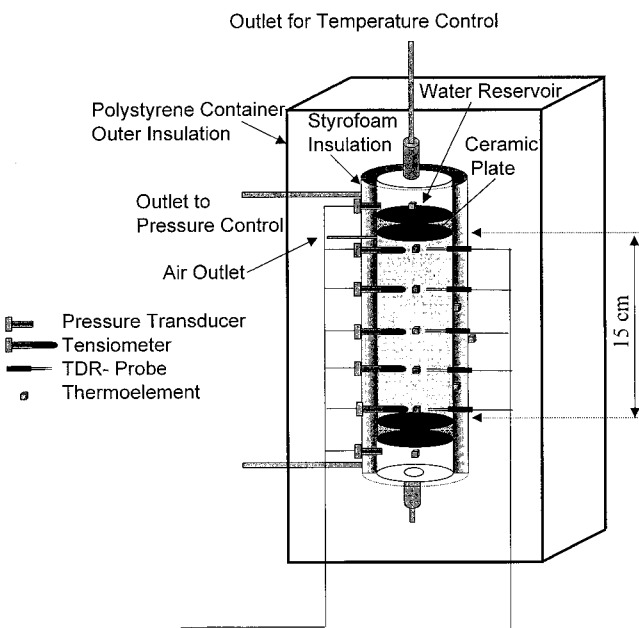 Outlet for Temperature Control
Water Reservoir
Polystyrene Container
Outer Insulation
Styrofoam
Insulation
Ceramic
Plate
Outlet to
Pressure Control
Air Outlet
15 cm
Pressure Transducer
Tensiometer
TDR- Probe
Thermoelement